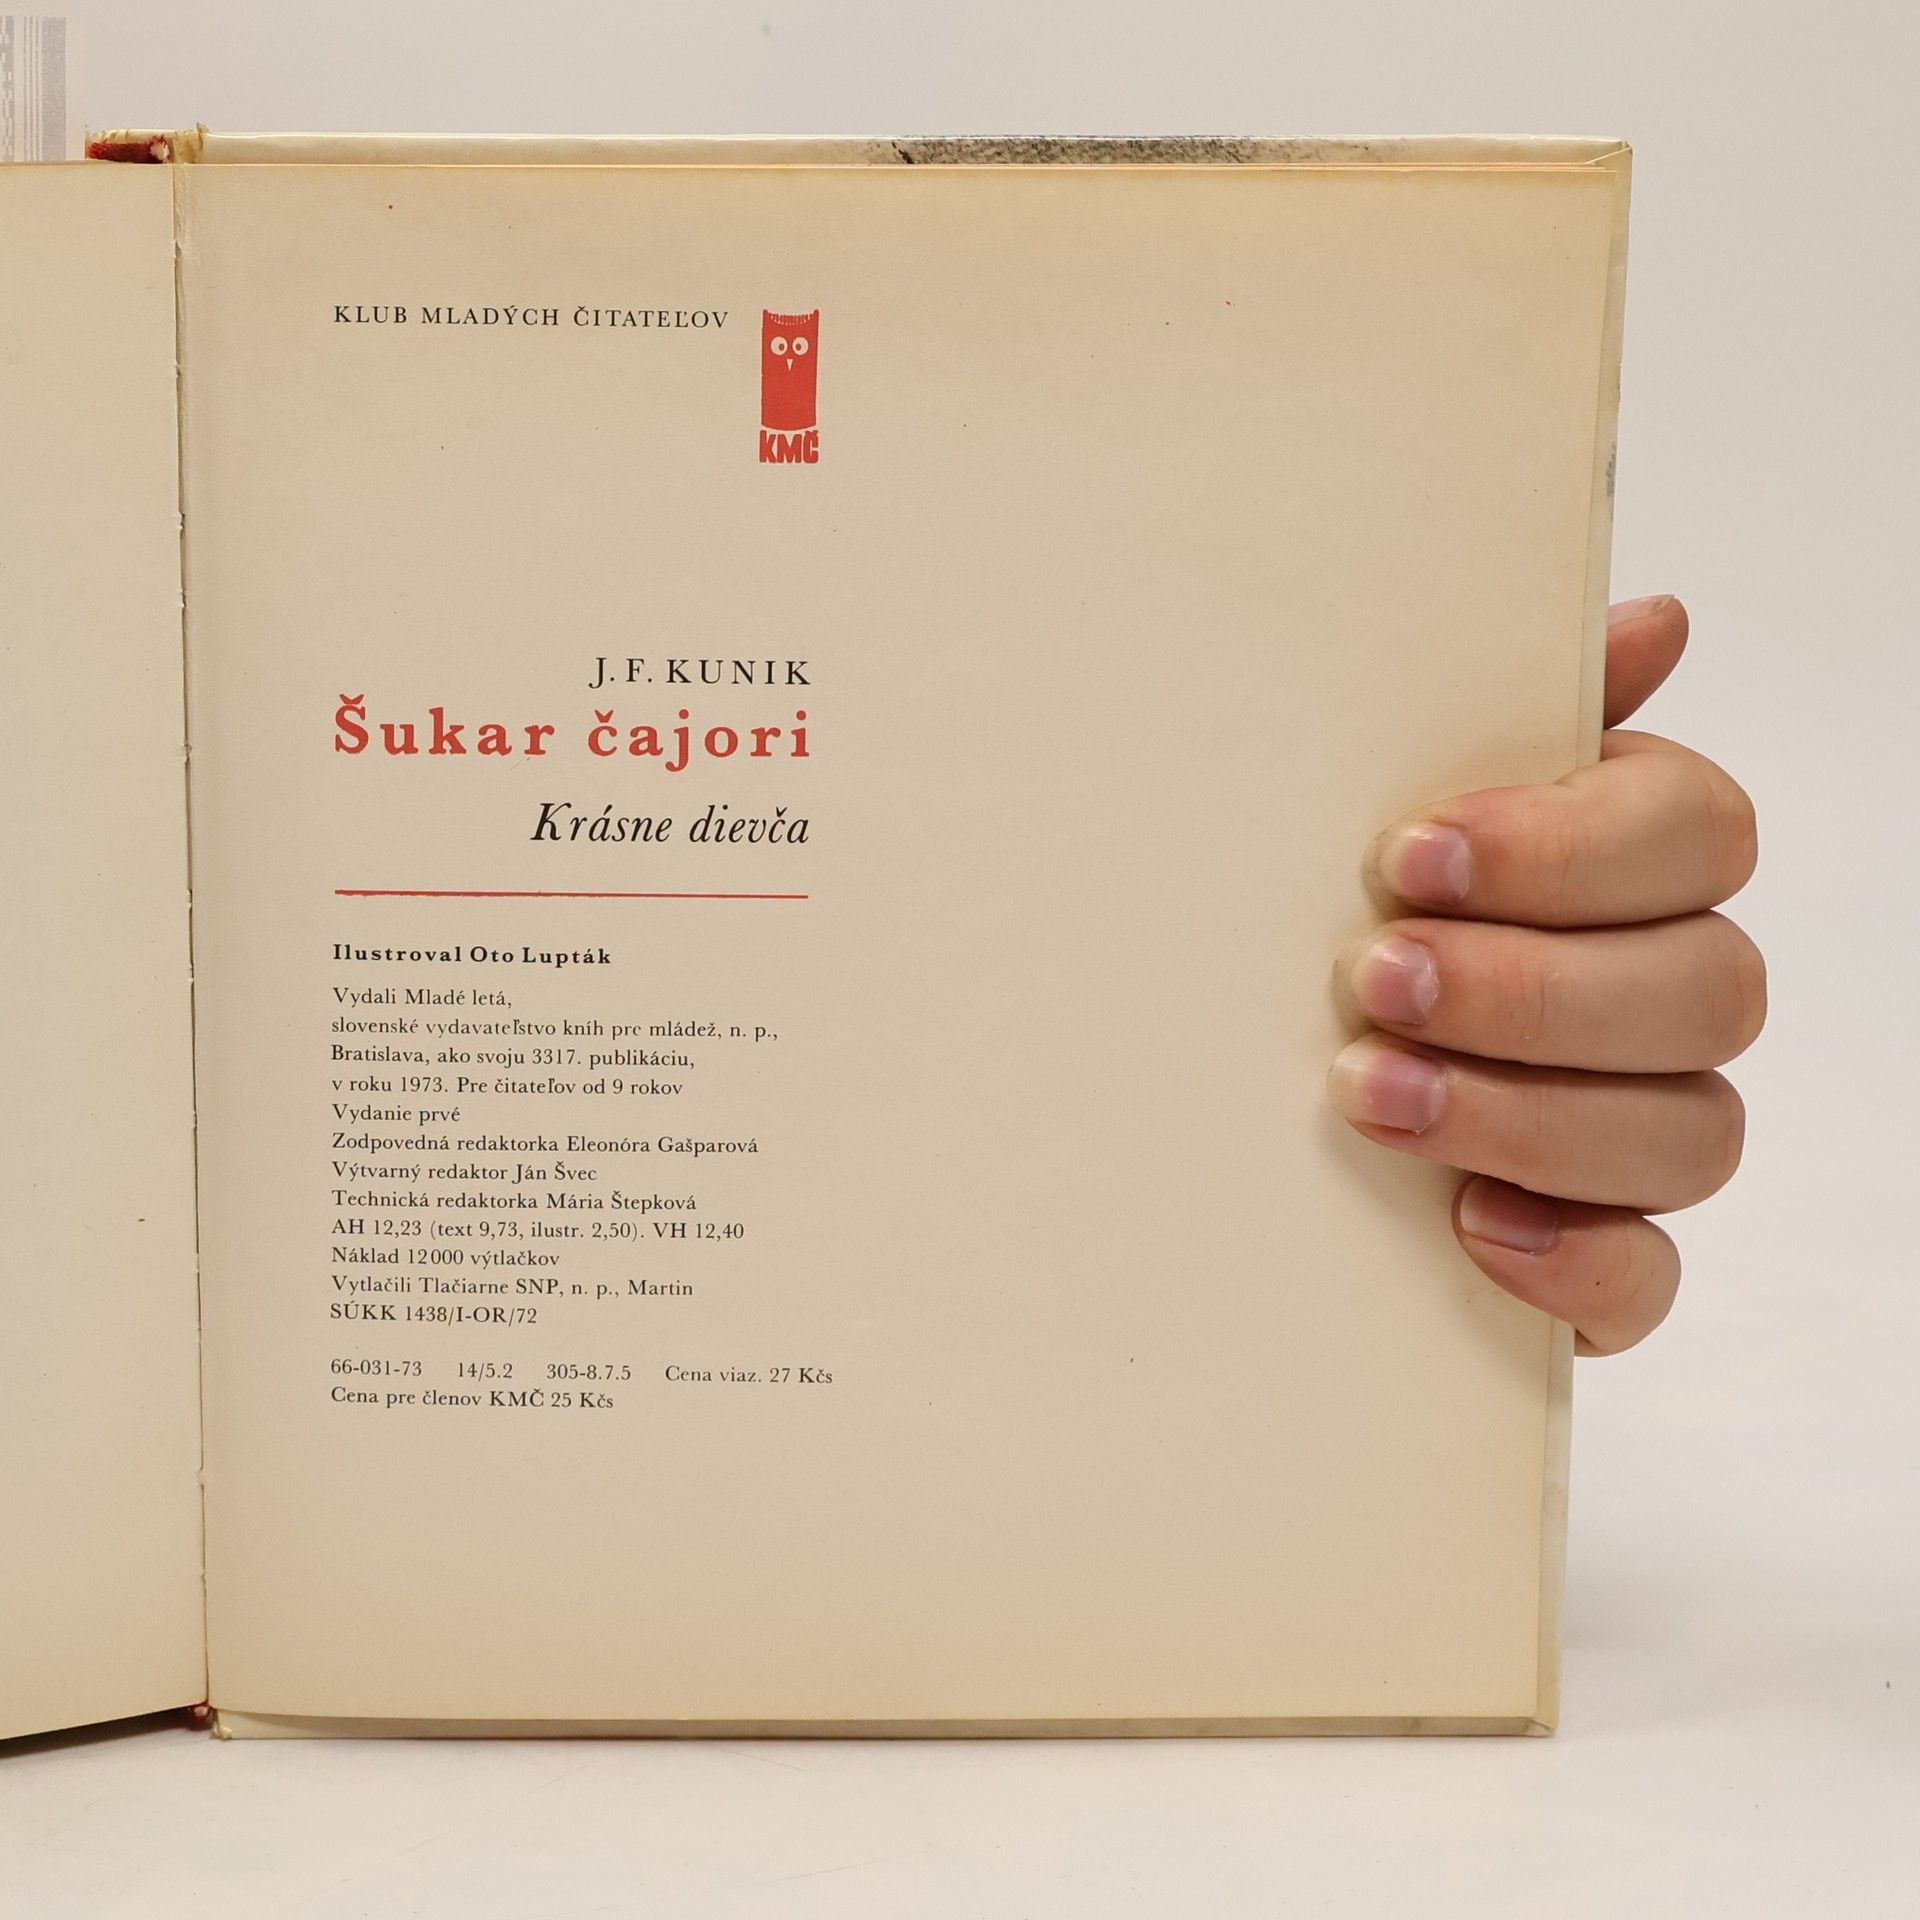 KLUB MLADÝCH ČITATEĽOV
KMČ
J. F. KUNIK
Šukar čajori
Krásne dievča
Ilustroval Oto Lupták
Vydali Mladé letá,
slovenské vydavateľstvo kníh pre mládež, n. p.,
Bratislava, ako svoju 3317. publikáciu,
v roku 1973. Pre čitateľov od 9 rokov
Vydanie prvé
Zodpovedná redaktorka Eleonóra Gašparová
Výtvarný redaktor Ján Švec
Technická redaktorka Mária Štepková
AH 12,23 (text 9,73, ilustr. 2,50). VH 12,40
Náklad 12000 výtlačkov
Vytlačili Tlačiarne SNP, n. p., Martin
SÚKK 1438/I-OR/72
66-031-73 14/5.2 305-8.7.5 Cena viaz. 27 Kčs
Cena pre členov KMČ 25 Kčs